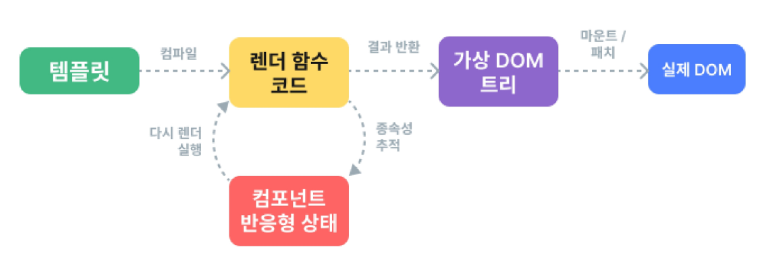 템플릿
컴파일
렌더 함수
코드
결과 반환
가상 DOM
트리
마운트 /
패치
실제 DOM
다시 렌더
실행
종속성
추적
컴포넌트
반응형 상태